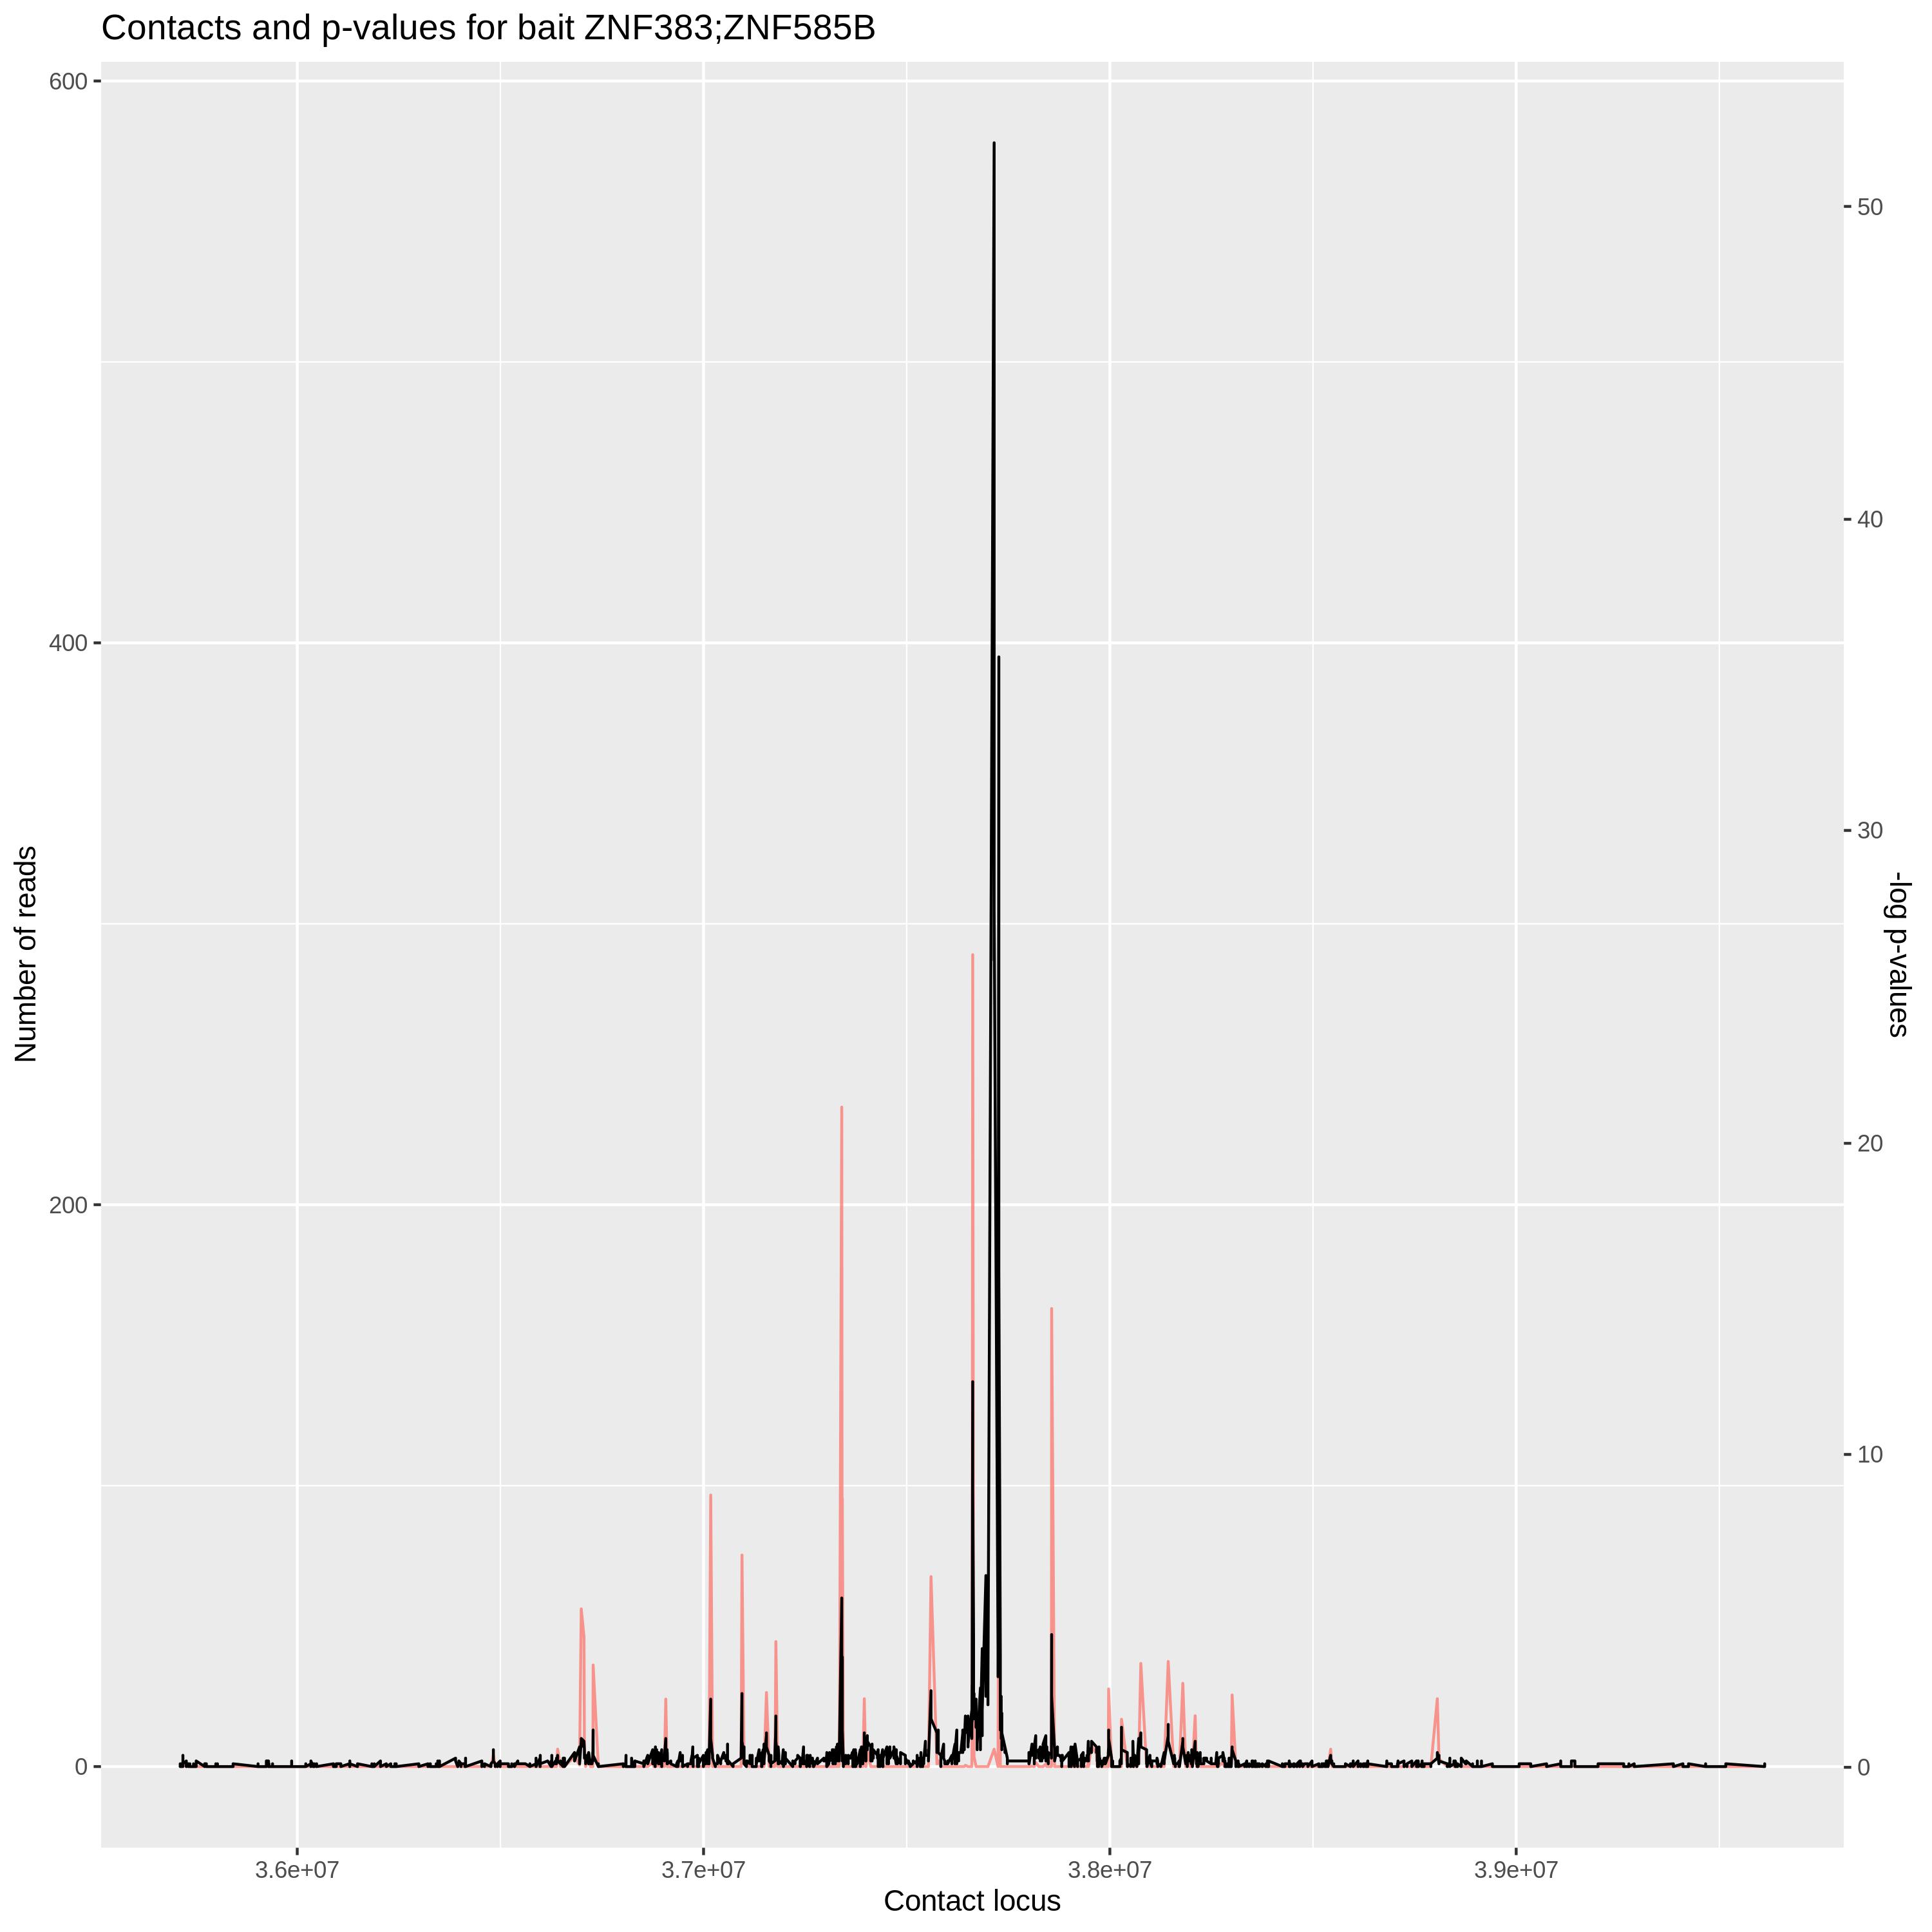 Contacts and p-values for bait ZNF383;ZNF585B
600
400
200
0
Number of reads
50
40
30
20
10
0
-log p-values
3.6e+07
3.7e+07
3.8e+07
3.9e+07
Contact locus